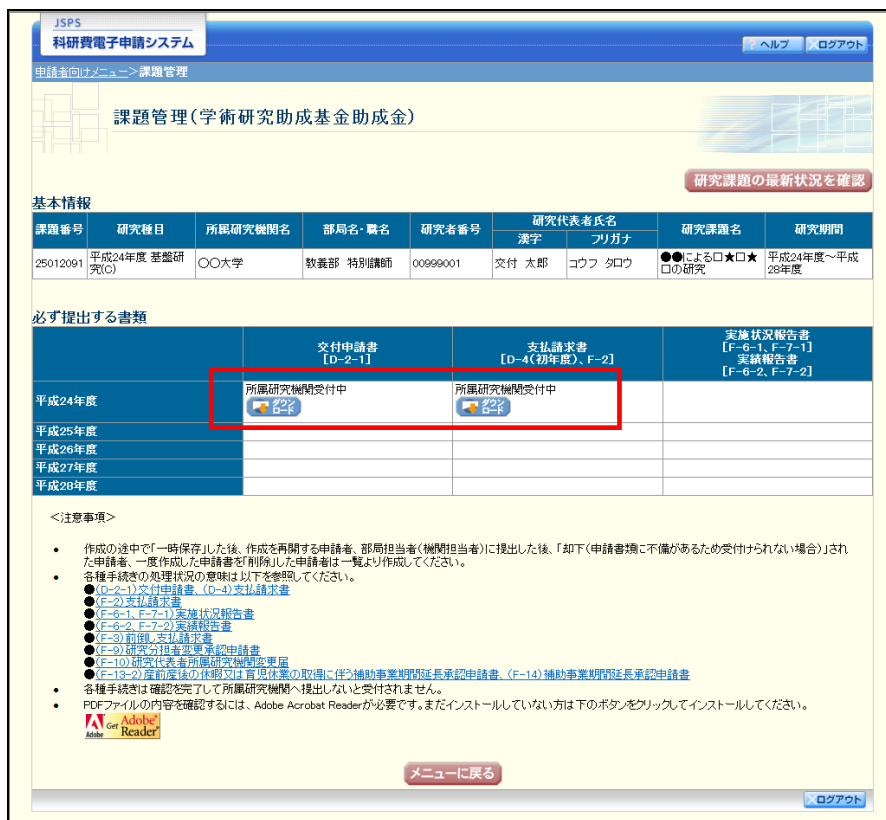 JSPS
科研費電子申請システム
? ヘルプ
ログアウト
申請者向けメニュー>課題管理
課題管理(学術研究助成基金助成金)
研究課題の最新状況を確認
基本情報
課題番号 研究種目 所属研究機関名 部局名・職名 研究者番号 研究代表者氏名 研究課題名 研究期間
漢字 フリガナ
25012091 平成24年度 基盤研究(C) 〇〇大学 教養部 特別講師 00999001 交付 太郎 コウフ タロウ ●●による□★□★□の研究 平成24年度～平成28年度
必ず提出する書類
交付申請書
[D-2-1]
支払請求書
[D-4(初年度)、F-2]
実施状況報告書
[F-6-1、F-7-1]
実績報告書
[F-6-2、F-7-2]
平成24年度 所属研究機関受付中 所属研究機関受付中
ダウンロード ダウンロード
平成25年度
平成26年度
平成27年度
平成28年度
＜注意事項＞
• 作成の途中で「一時保存」した後、作成を再開する申請者、部局担当者(機関担当者)に提出した後、「却下(申請書類に不備があるため受付けられない場合)」され
た申請者、一度作成した申請書を「削除」した申請者は一覧より作成してください。
• 各種手続きの処理状況の意味は以下を参照してください。
●(D-2-1)交付申請書、(D-4)支払請求書
●(F-2)支払請求書
●(F-6-1、F-7-1)実施状況報告書
●(F-6-2、F-7-2)実績報告書
●(F-3)前倒し支払請求書
●(F-9)研究分担者変更承認申請書
●(F-10)研究代表者所属研究機関変更届
●(F-13-2)産前産後の休暇又は育児休業の取得に伴う補助事業期間延長承認申請書、(F-14)補助事業期間延長承認申請書
• 各種手続きは確認を完了して所属研究機関へ提出しないと受付されません。
• PDFファイルの内容を確認するには、Adobe Acrobat Readerが必要です。まだインストールしていない方は下のボタンをクリックしてインストールしてください。
Adobe Get Adobe® Reader®
メニューに戻る
ログアウト